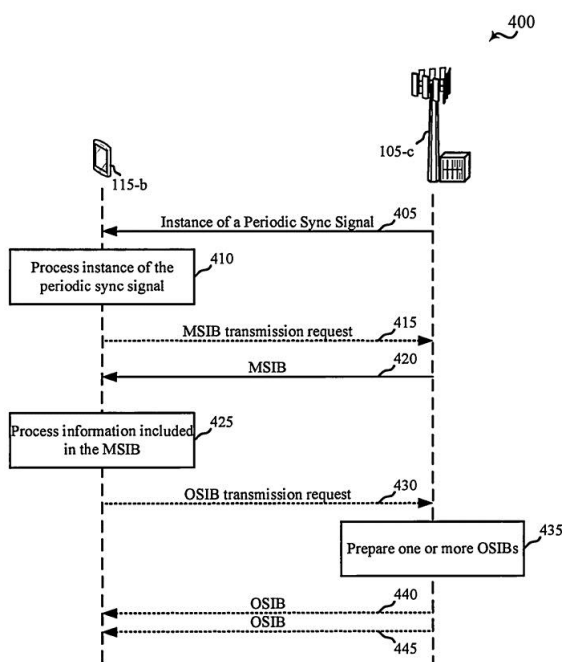 400
105-c
115-b
Instance of a Periodic Sync Signal
405
Process instance of the
periodic sync signal
410
MSIB transmission request
415
MSIB
420
Process information included
in the MSIB
425
OSIB transmission request
430
Prepare one or more OSIBs
435
OSIB
440
OSIB
445